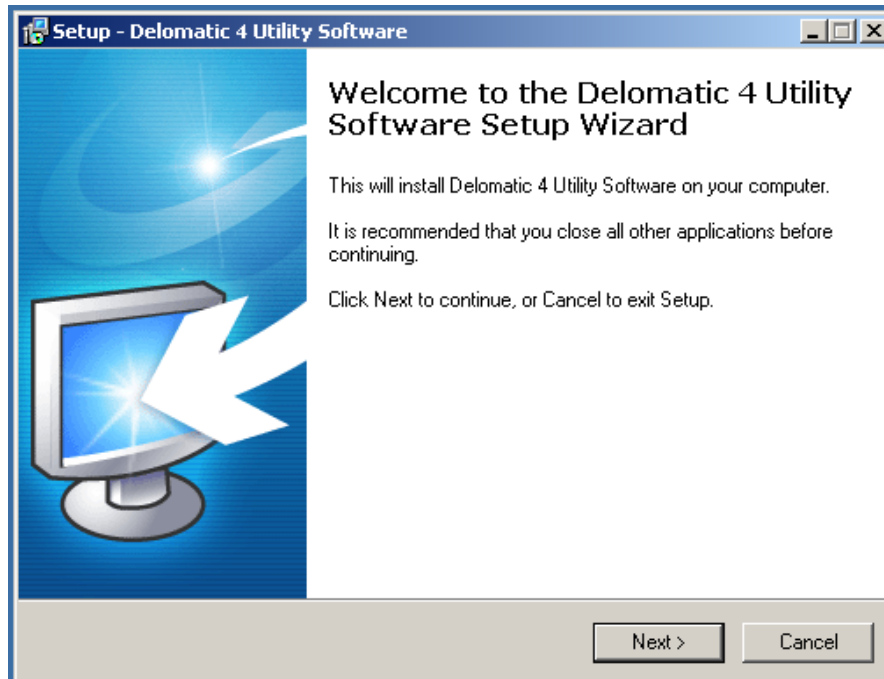 Setup - Delomatic 4 Utility Software
Welcome to the Delomatic 4 Utility
Software Setup Wizard
This will install Delomatic 4 Utility Software on your computer.
It is recommended that you close all other applications before
continuing.
Click Next to continue, or Cancel to exit Setup.
Next >
Cancel